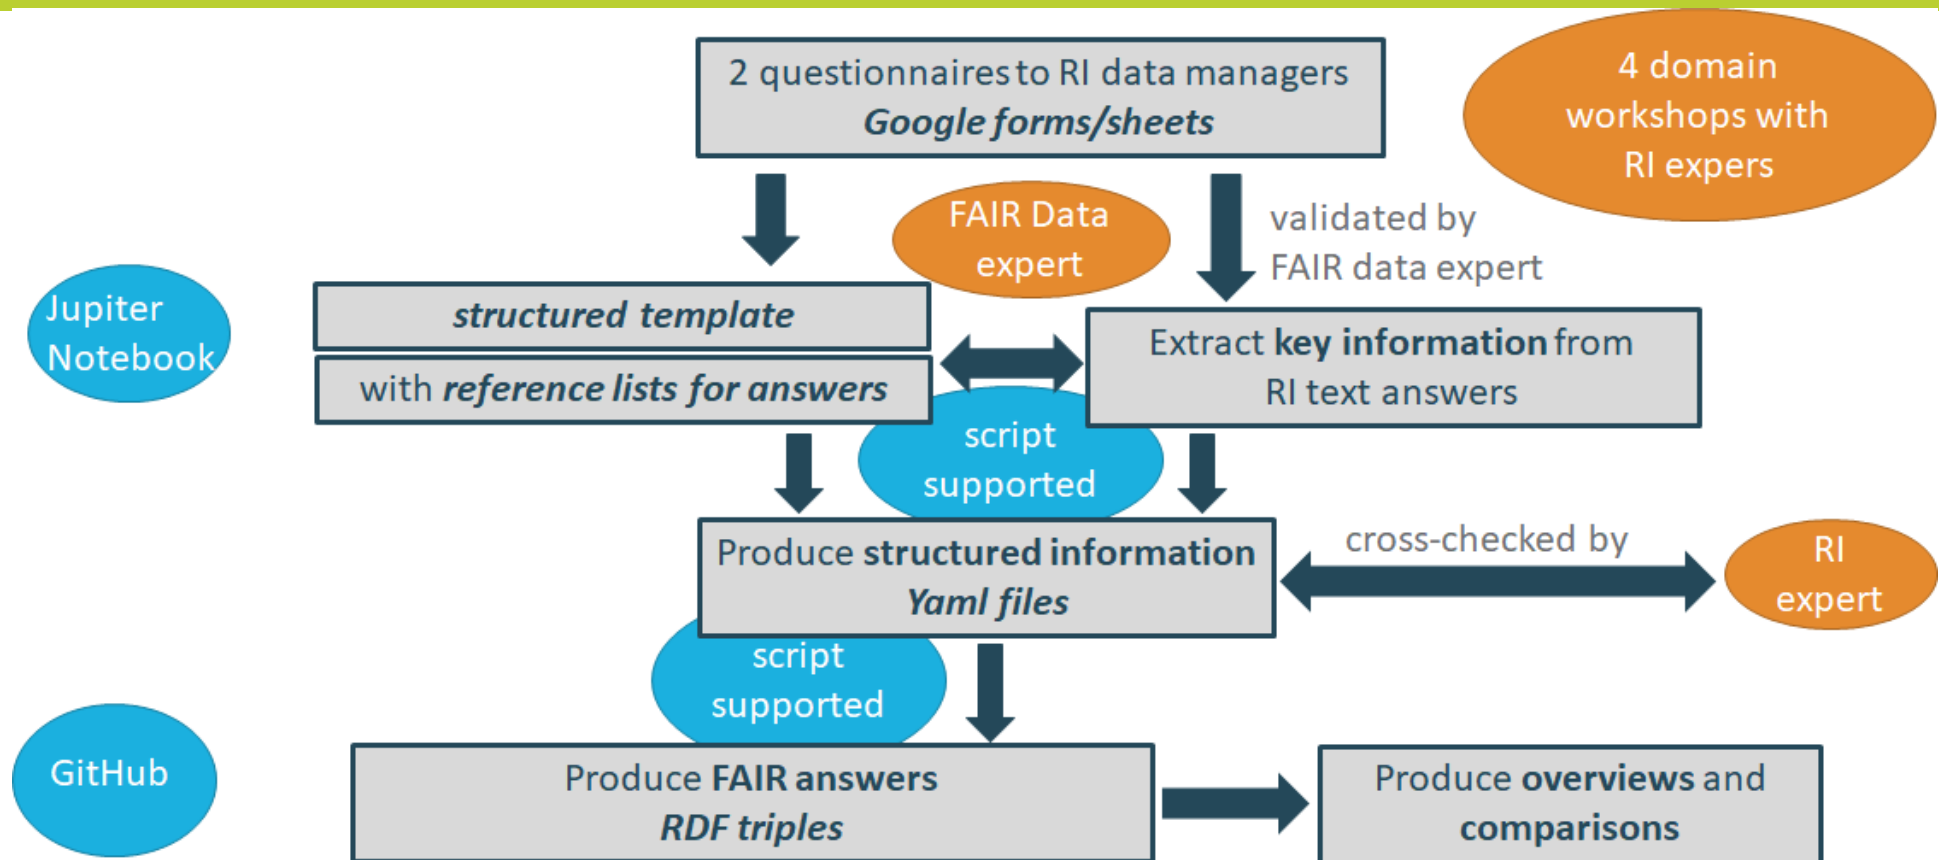 2 questionnaires to RI data managers
Google forms/sheets
4 domain
workshops with
RI expers
FAIR Data
expert
validated by
FAIR data expert
Jupiter
Notebook
structured template
with reference lists for answers
Extract key information from
RI text answers
script
supported
Produce structured information
Yaml files
cross-checked by
RI
expert
script
supported
GitHub
Produce FAIR answers
RDF triples
Produce overviews and
comparisons